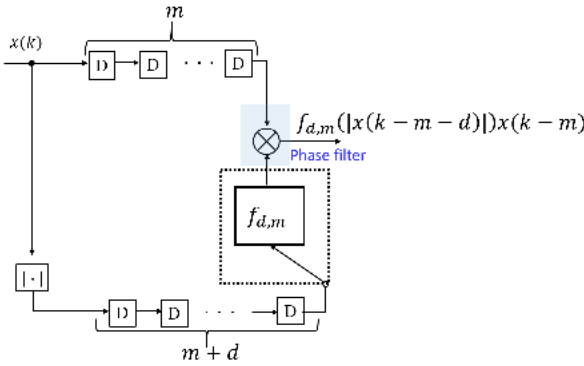 m
x(k)
D D · · · D
f_{d,m}(|x(k − m − d)|)x(k − m)
Phase filter
f_{d,m}
| · |
D D · · · D
m + d